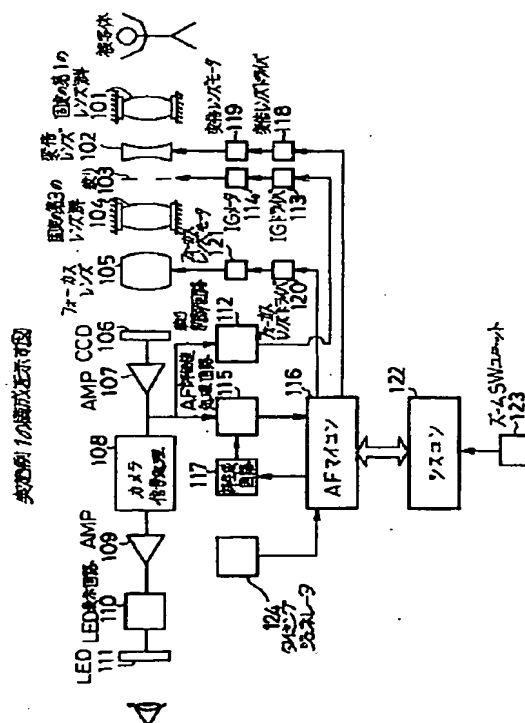 実施例1の構成を示す図
被写体
固定の第1の
レンズ群
101
変倍
レンズ
102
絞り
103
固定の第3の
レンズ群
104
フォーカス
レンズ
105
CCD
106
AMP
107
108
カメラ
信号処理
AMP
109
LED表示回路
110
LED
111
変倍レンズモータ
119
変倍レンズドライバ
118
IGメータ
114
IGドライバ
113
フォーカス
レンズモータ
121
フォーカス
レンズドライバ
120
絞り
制御回路
112
AF評価値
処理回路
115
117
116
AFマイコン
122
シスコン
ズームSWユニット
123
124
タイミング
ジェネレータ